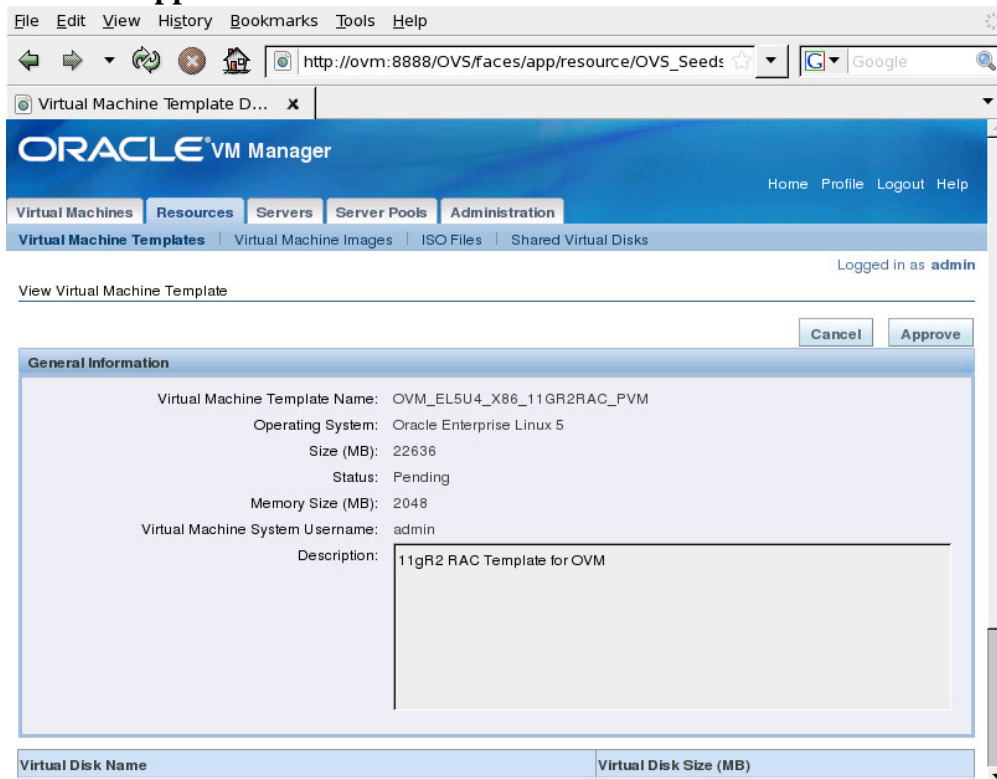 File Edit View History Bookmarks Tools Help
http://ovm:8888/OVS/faces/app/resource/OVS_Seeds
G Google
Virtual Machine Template D... x
ORACLE VM Manager
Home Profile Logout Help
Virtual Machines Resources Servers Server Pools Administration
Virtual Machine Templates | Virtual Machine Images | ISO Files | Shared Virtual Disks
Logged in as admin
View Virtual Machine Template
Cancel Approve
General Information
Virtual Machine Template Name: OVM_EL5U4_X86_11GR2RAC_PVM
Operating System: Oracle Enterprise Linux 5
Size (MB): 22636
Status: Pending
Memory Size (MB): 2048
Virtual Machine System Username: admin
Description: 11gR2 RAC Template for OVM
Virtual Disk Name Virtual Disk Size (MB)